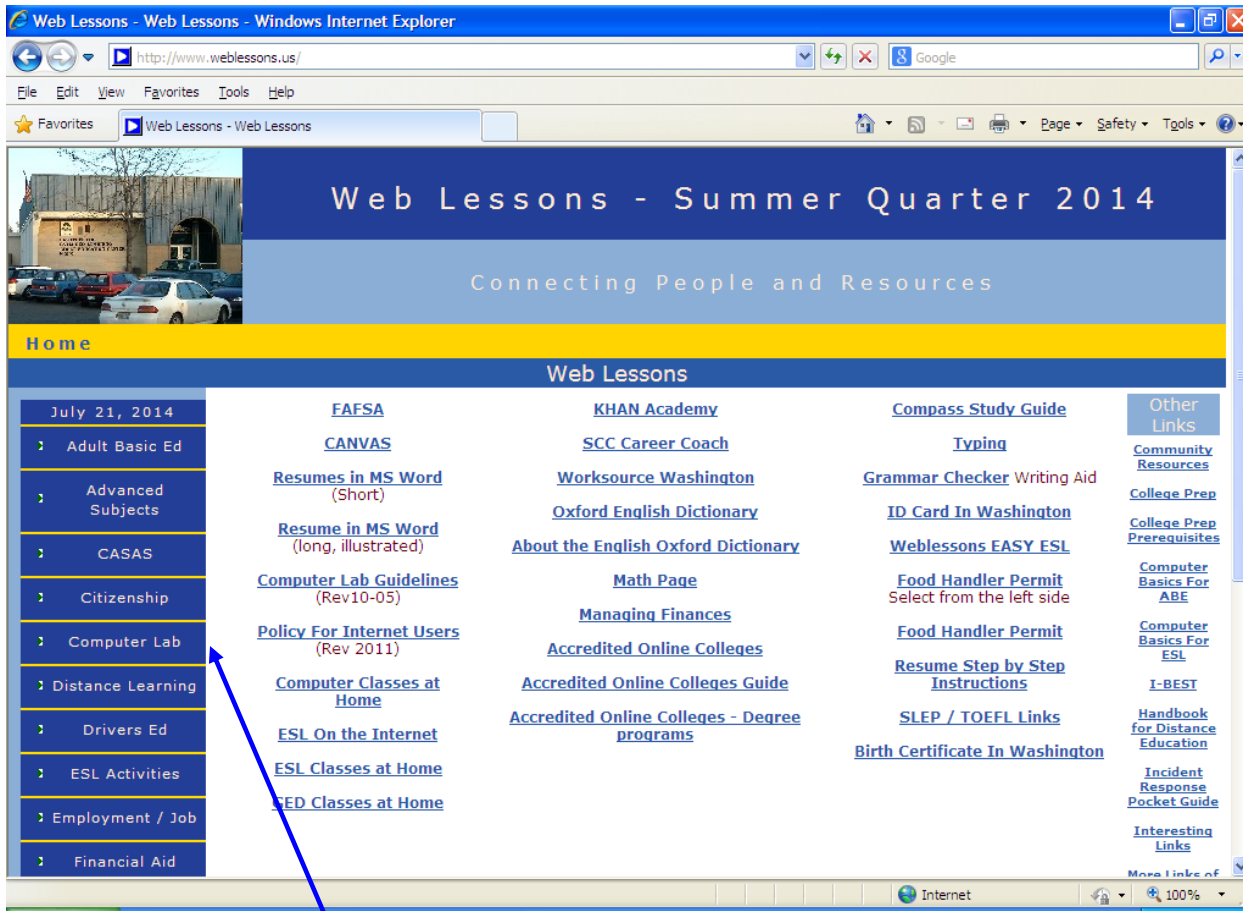 Web Lessons - Web Lessons - Windows Internet Explorer
http://www.weblessons.us/
Google
File Edit View Favorites Tools Help
Favorites
Web Lessons - Web Lessons
Page Safety Tools
Web Lessons - Summer Quarter 2014
Connecting People and Resources
Home
Web Lessons
July 21, 2014
Adult Basic Ed
Advanced
Subjects
CASAS
Citizenship
Computer Lab
Distance Learning
Drivers Ed
ESL Activities
Employment / Job
Financial Aid
FAFSA
CANVAS
Resumes in MS Word
(Short)
Resume in MS Word
(long, illustrated)
Computer Lab Guidelines
(Rev10-05)
Policy For Internet Users
(Rev 2011)
Computer Classes at
Home
ESL On the Internet
ESL Classes at Home
GED Classes at Home
KHAN Academy
SCC Career Coach
Worksource Washington
Oxford English Dictionary
About the English Oxford Dictionary
Math Page
Managing Finances
Accredited Online Colleges
Accredited Online Colleges Guide
Accredited Online Colleges - Degree
programs
Compass Study Guide
Typing
Grammar Checker Writing Aid
ID Card In Washington
Weblessons EASY ESL
Food Handler Permit
Select from the left side
Food Handler Permit
Resume Step by Step
Instructions
SLEP / TOEFL Links
Birth Certificate In Washington
Other
Links
Community
Resources
College Prep
College Prep
Prerequisites
Computer
Basics For
ABE
Computer
Basics For
ESL
I-BEST
Handbook
for Distance
Education
Incident
Response
Pocket Guide
Interesting
Links
More Links of
Internet
100%